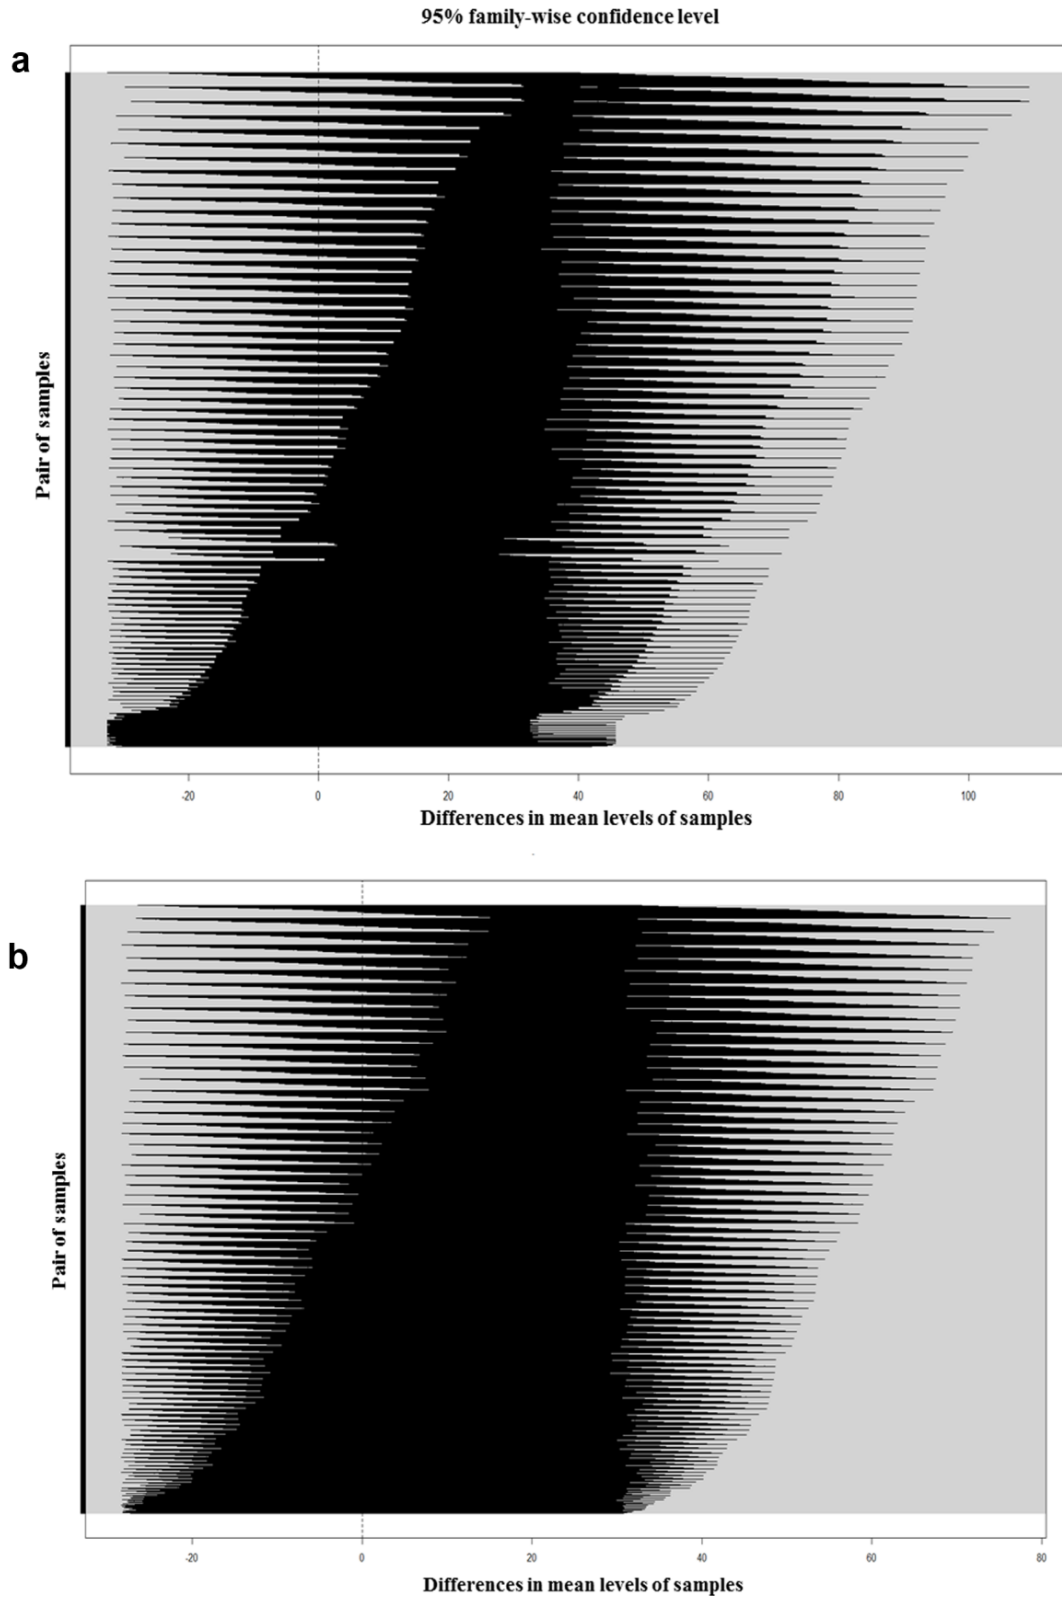 95% family-wise confidence level
a
Pair of samples
-20 0 20 40 60 80 100
Differences in mean levels of samples
b
Pair of samples
-20 0 20 40 60 80
Differences in mean levels of samples